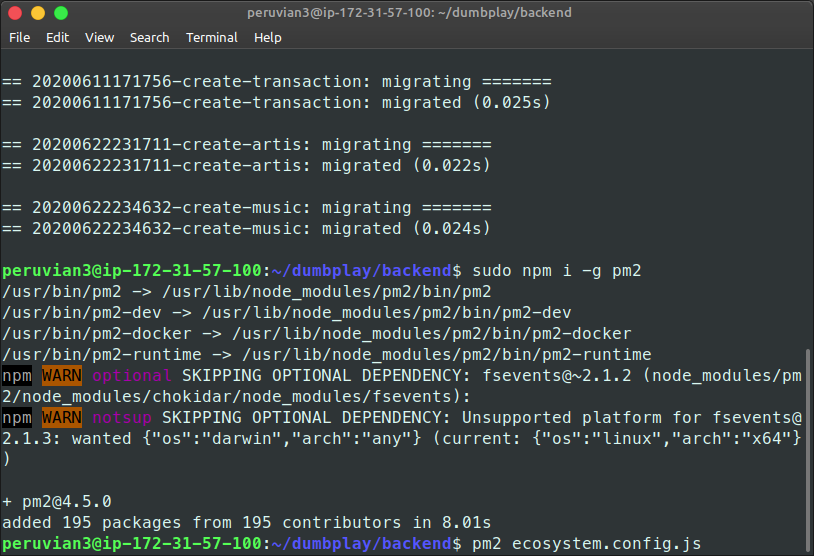 peruvian3@ip-172-31-57-100: ~/dumbplay/backend
File Edit View Search Terminal Help
== 20200611171756-create-transaction: migrating =======
== 20200611171756-create-transaction: migrated (0.025s)
== 20200622231711-create-artis: migrating =======
== 20200622231711-create-artis: migrated (0.022s)
== 20200622234632-create-music: migrating =======
== 20200622234632-create-music: migrated (0.024s)
peruvian3@ip-172-31-57-100:~/dumbplay/backend$ sudo npm i -g pm2
/usr/bin/pm2 -> /usr/lib/node_modules/pm2/bin/pm2
/usr/bin/pm2-dev -> /usr/lib/node_modules/pm2/bin/pm2-dev
/usr/bin/pm2-docker -> /usr/lib/node_modules/pm2/bin/pm2-docker
/usr/bin/pm2-runtime -> /usr/lib/node_modules/pm2/bin/pm2-runtime
npm WARN optional SKIPPING OPTIONAL DEPENDENCY: fsevents@~2.1.2 (node_modules/pm
2/node_modules/chokidar/node_modules/fsevents):
npm WARN notsup SKIPPING OPTIONAL DEPENDENCY: Unsupported platform for fsevents@
2.1.3: wanted {"os":"darwin","arch":"any"} (current: {"os":"linux","arch":"x64"}
)
+ pm2@4.5.0
added 195 packages from 195 contributors in 8.01s
peruvian3@ip-172-31-57-100:~/dumbplay/backend$ pm2 ecosystem.config.js